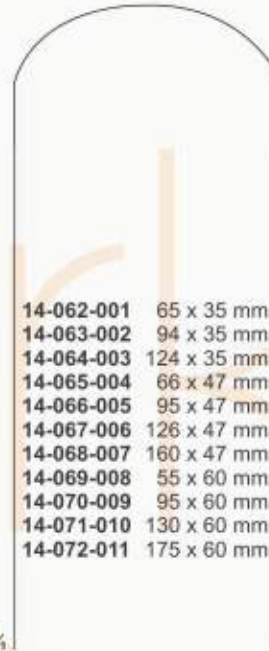 14-062-001 65 x 35 mm
14-063-002 94 x 35 mm
14-064-003 124 x 35 mm
14-065-004 66 x 47 mm
14-066-005 95 x 47 mm
14-067-006 126 x 47 mm
14-068-007 160 x 47 mm
14-069-008 55 x 60 mm
14-070-009 95 x 60 mm
14-071-010 130 x 60 mm
14-072-011 175 x 60 mm